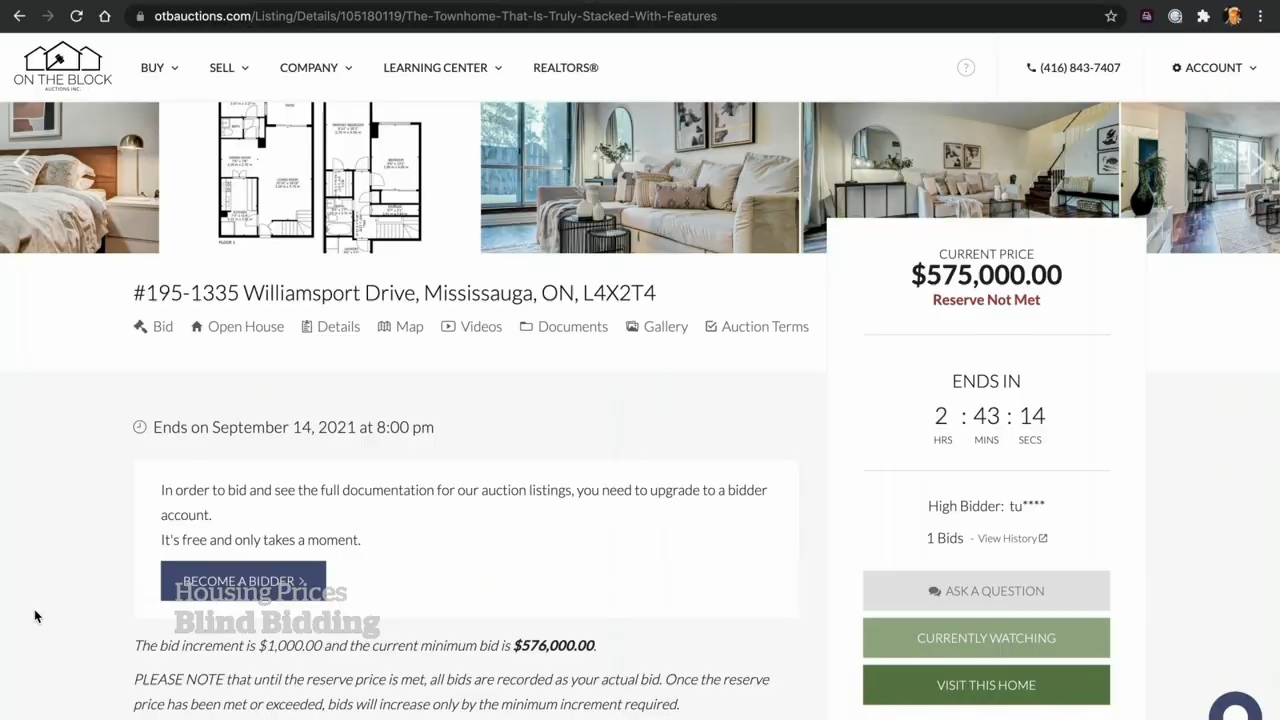 otbauctions.com/Listing/Details/105180119/The-Townhome-That-Is-Truly-Stacked-With-Features
ON THE BLOCK
AUCTIONS INC.
BUY SELL COMPANY LEARNING CENTER REALTORS® ? (416) 843-7407 ACCOUNT
FLOOR 1
CURRENT PRICE
$575,000.00
Reserve Not Met
#195-1335 Williamsport Drive, Mississauga, ON, L4X2T4
Bid Open House Details Map Videos Documents Gallery Auction Terms
ENDS IN
2 : 43 : 14
HRS MINS SECS
Ends on September 14, 2021 at 8:00 pm
In order to bid and see the full documentation for our auction listings, you need to upgrade to a bidder
account.
It's free and only takes a moment.
BECOME A BIDDER >
Housing Prices
Blind Bidding
The bid increment is $1,000.00 and the current minimum bid is $576,000.00.
PLEASE NOTE that until the reserve price is met, all bids are recorded as your actual bid. Once the reserve
price has been met or exceeded, bids will increase only by the minimum increment required.
High Bidder: tu****
1 Bids - View History
ASK A QUESTION
CURRENTLY WATCHING
VISIT THIS HOME